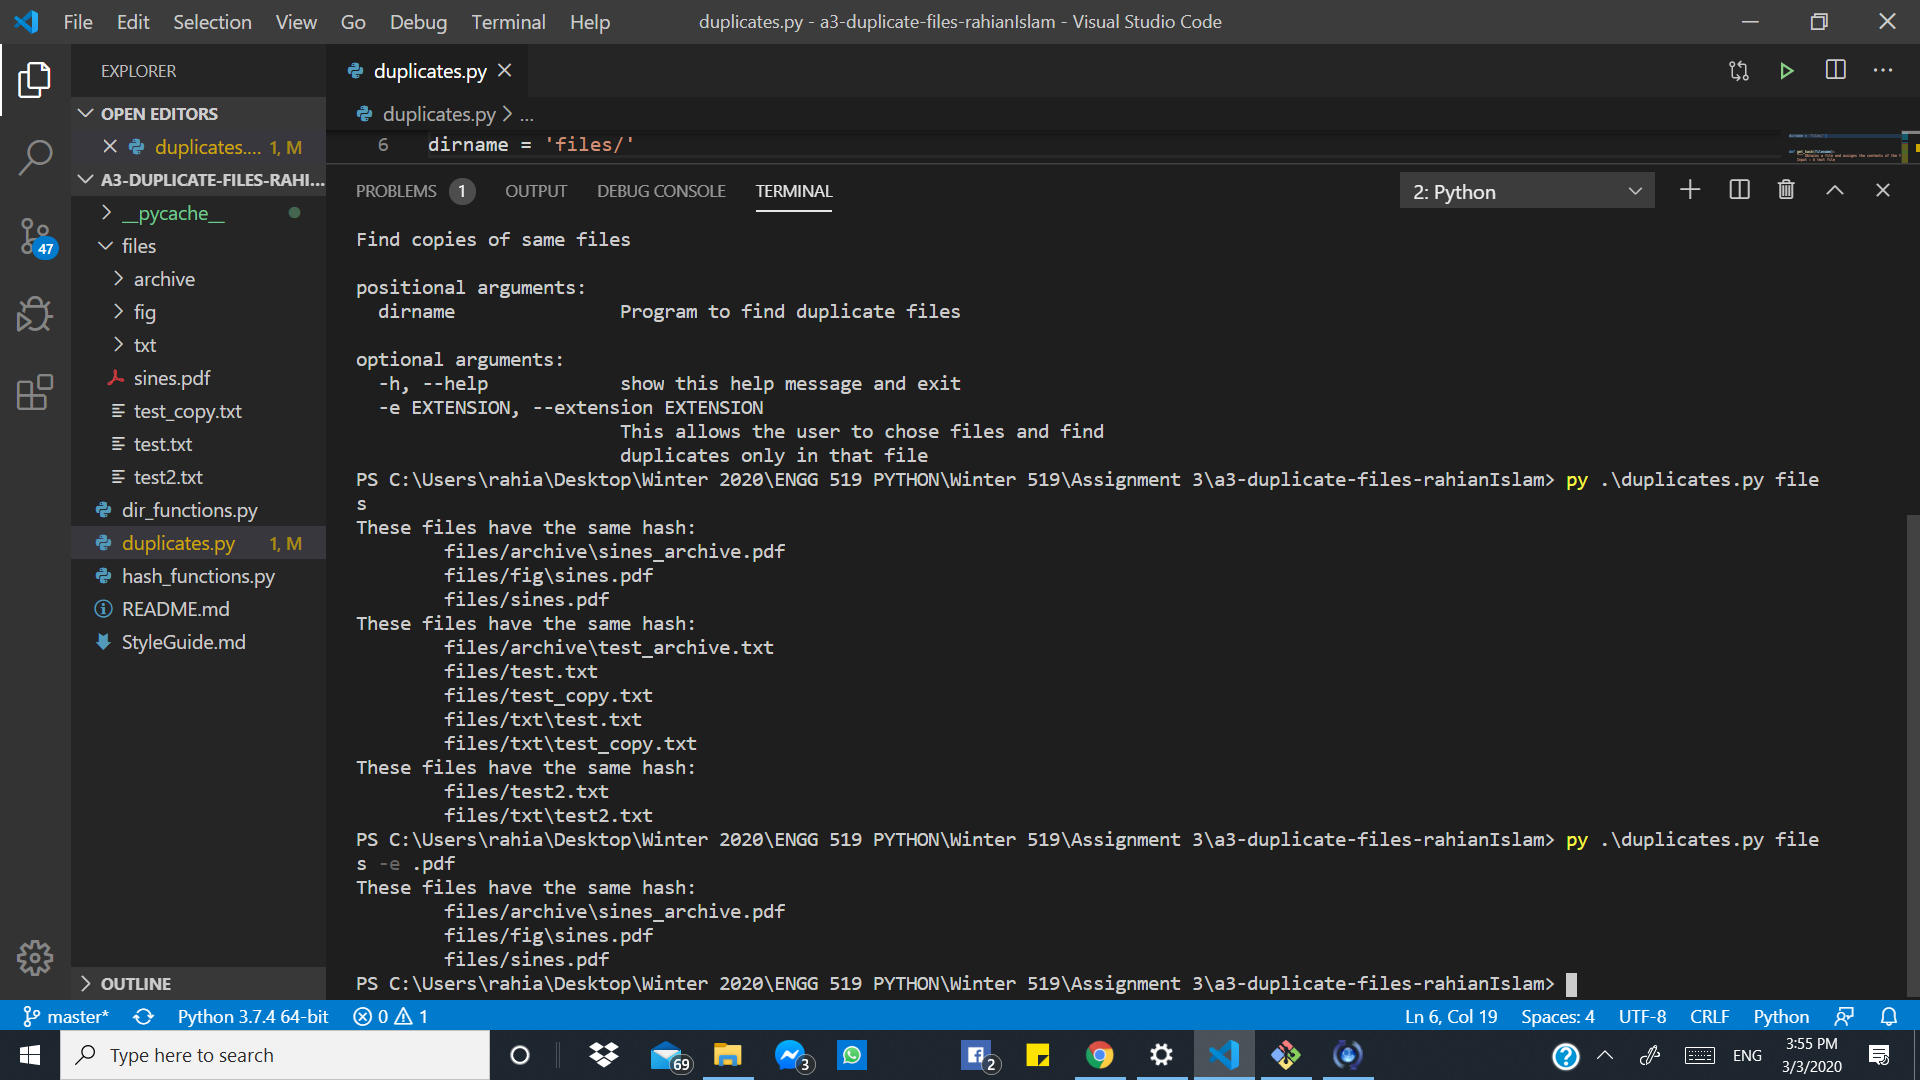 File Edit Selection View Go Debug Terminal Help
duplicates.py - a3-duplicate-files-rahianIslam - Visual Studio Code
EXPLORER
OPEN EDITORS
duplicates.... 1, M
A3-DUPLICATE-FILES-RAHI...
__pycache__
files
archive
fig
txt
sines.pdf
test_copy.txt
test.txt
test2.txt
dir_functions.py
duplicates.py 1, M
hash_functions.py
README.md
StyleGuide.md
OUTLINE
47
duplicates.py
duplicates.py > ...
6 dirname = 'files/'
PROBLEMS 1 OUTPUT DEBUG CONSOLE TERMINAL
2: Python
Find copies of same files
positional arguments:
dirname Program to find duplicate files
optional arguments:
-h, --help show this help message and exit
-e EXTENSION, --extension EXTENSION
This allows the user to chose files and find
duplicates only in that file
PS C:\Users\rahia\Desktop\Winter 2020\ENGG 519 PYTHON\Winter 519\Assignment 3\a3-duplicate-files-rahianIslam> py .\duplicates.py file
s
These files have the same hash:
files/archive\sines_archive.pdf
files/fig\sines.pdf
files/sines.pdf
These files have the same hash:
files/archive\test_archive.txt
files/test.txt
files/test_copy.txt
files/txt\test.txt
files/txt\test_copy.txt
These files have the same hash:
files/test2.txt
files/txt\test2.txt
PS C:\Users\rahia\Desktop\Winter 2020\ENGG 519 PYTHON\Winter 519\Assignment 3\a3-duplicate-files-rahianIslam> py .\duplicates.py file
s -e .pdf
These files have the same hash:
files/archive\sines_archive.pdf
files/fig\sines.pdf
files/sines.pdf
PS C:\Users\rahia\Desktop\Winter 2020\ENGG 519 PYTHON\Winter 519\Assignment 3\a3-duplicate-files-rahianIslam>
master* Python 3.7.4 64-bit 0 1
Ln 6, Col 19 Spaces: 4 UTF-8 CRLF Python
Type here to search
69
3
2
ENG
3:55 PM
3/3/2020